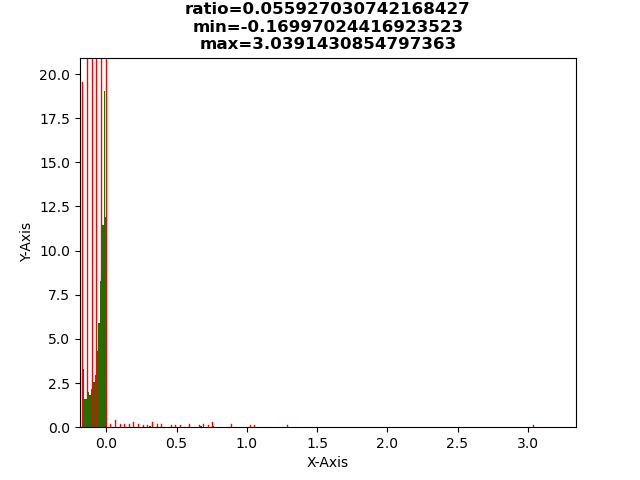 ratio=0.055927030742168427
min=-0.16997024416923523
max=3.0391430854797363
20.0
17.5
15.0
12.5
10.0
7.5
5.0
2.5
0.0
Y-Axis
0.0 0.5 1.0 1.5 2.0 2.5 3.0
X-Axis